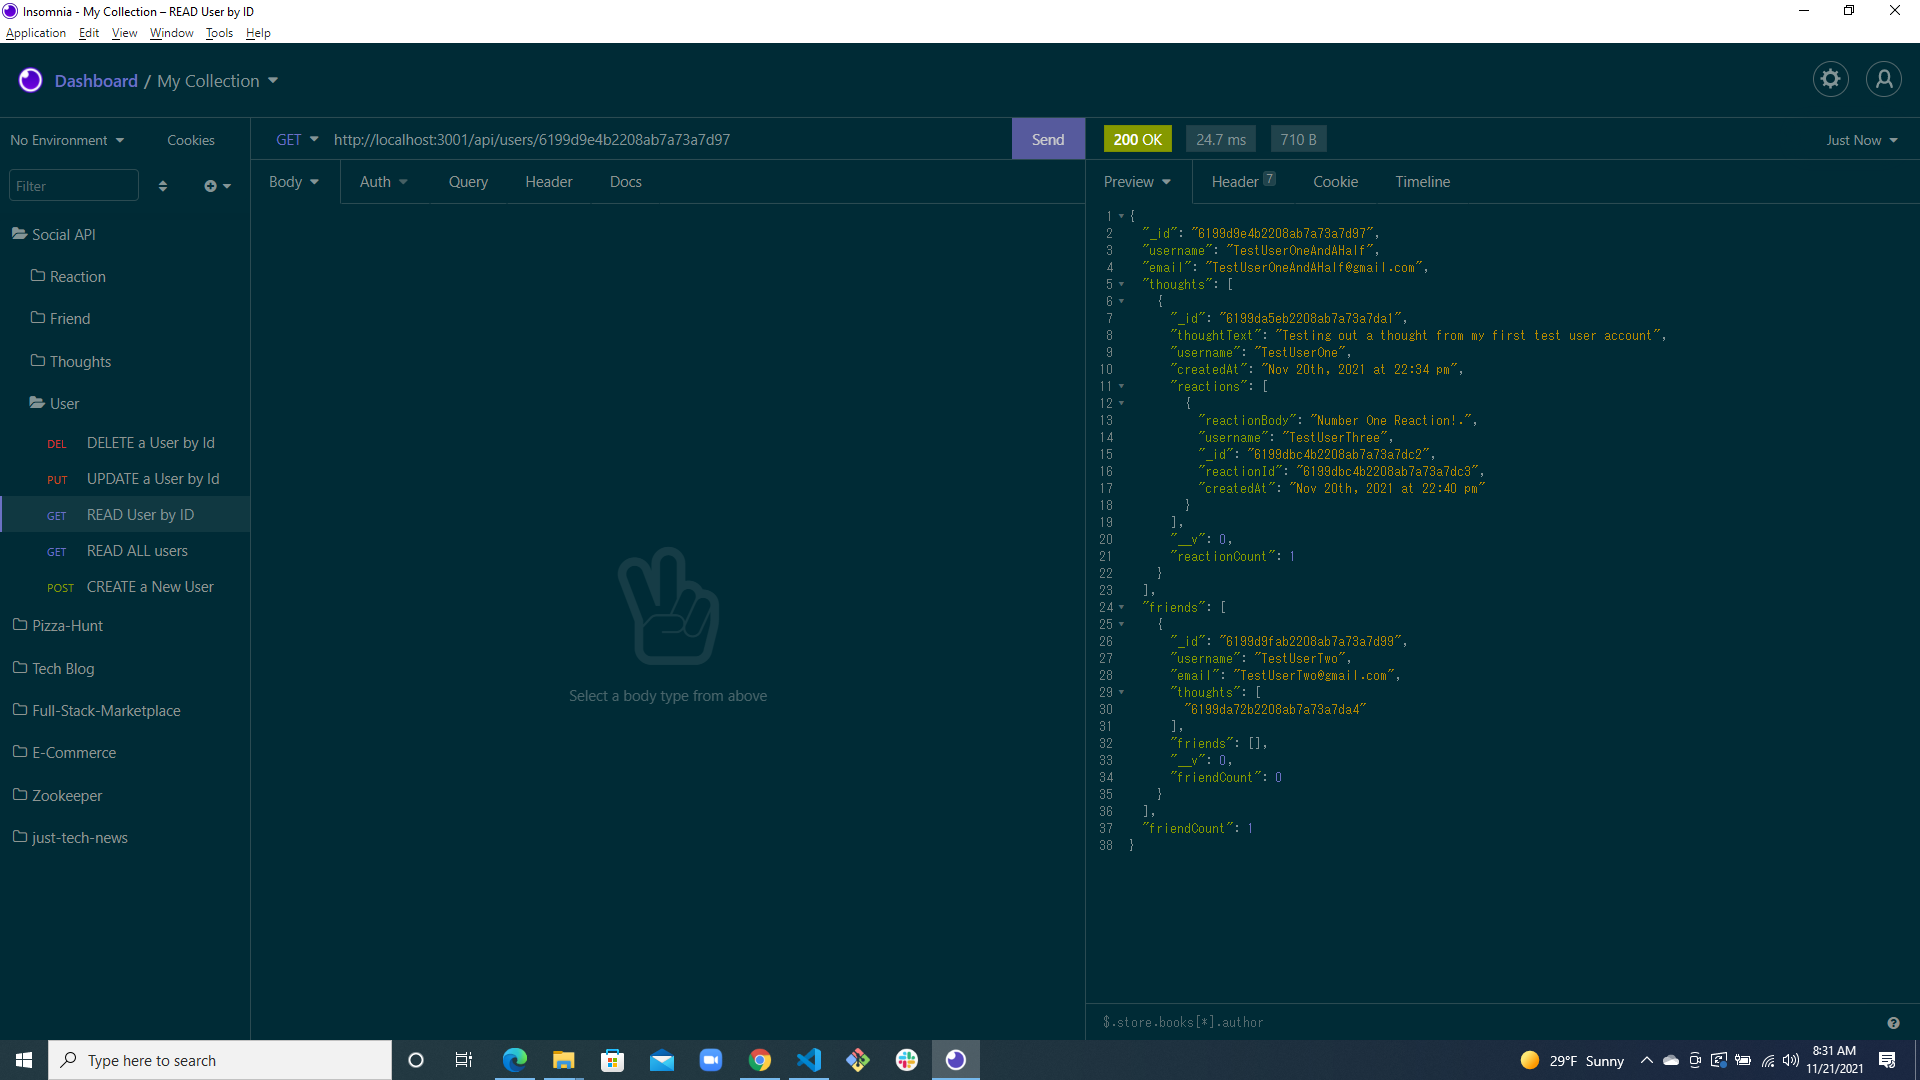 Insomnia - My Collection – READ User by ID
Application Edit View Window Tools Help
Dashboard / My Collection
No Environment Cookies
Filter
Social API
Reaction
Friend
Thoughts
User
DEL DELETE a User by Id
PUT UPDATE a User by Id
GET READ User by ID
GET READ ALL users
POST CREATE a New User
Pizza-Hunt
Tech Blog
Full-Stack-Marketplace
E-Commerce
Zookeeper
just-tech-news
GET http://localhost:3001/api/users/6199d9e4b2208ab7a73a7d97 Send
Body Auth Query Header Docs
Select a body type from above
200 OK 24.7 ms 710 B Just Now
Preview Header 7 Cookie Timeline
1 {
2 "_id": "6199d9e4b2208ab7a73a7d97",
3 "username": "TestUserOneAndAHalf",
4 "email": "TestUserOneAndAHalf@gmail.com",
5 "thoughts": [
6 {
7 "_id": "6199da5eb2208ab7a73a7da1",
8 "thoughtText": "Testing out a thought from my first test user account",
9 "username": "TestUserOne",
10 "createdAt": "Nov 20th, 2021 at 22:34 pm",
11 "reactions": [
12 {
13 "reactionBody": "Number One Reaction!.",
14 "username": "TestUserThree",
15 "_id": "6199dbc4b2208ab7a73a7dc2",
16 "reactionId": "6199dbc4b2208ab7a73a7dc3",
17 "createdAt": "Nov 20th, 2021 at 22:40 pm"
18 }
19 ],
20 "__v": 0,
21 "reactionCount": 1
22 }
23 ],
24 "friends": [
25 {
26 "_id": "6199d9fab2208ab7a73a7d99",
27 "username": "TestUserTwo",
28 "email": "TestUserTwo@gmail.com",
29 "thoughts": [
30 "6199da72b2208ab7a73a7da4"
31 ],
32 "friends": [],
33 "__v": 0,
34 "friendCount": 0
35 }
36 ],
37 "friendCount": 1
38 }
$.store.books[*].author
Type here to search
29°F Sunny
8:31 AM
11/21/2021